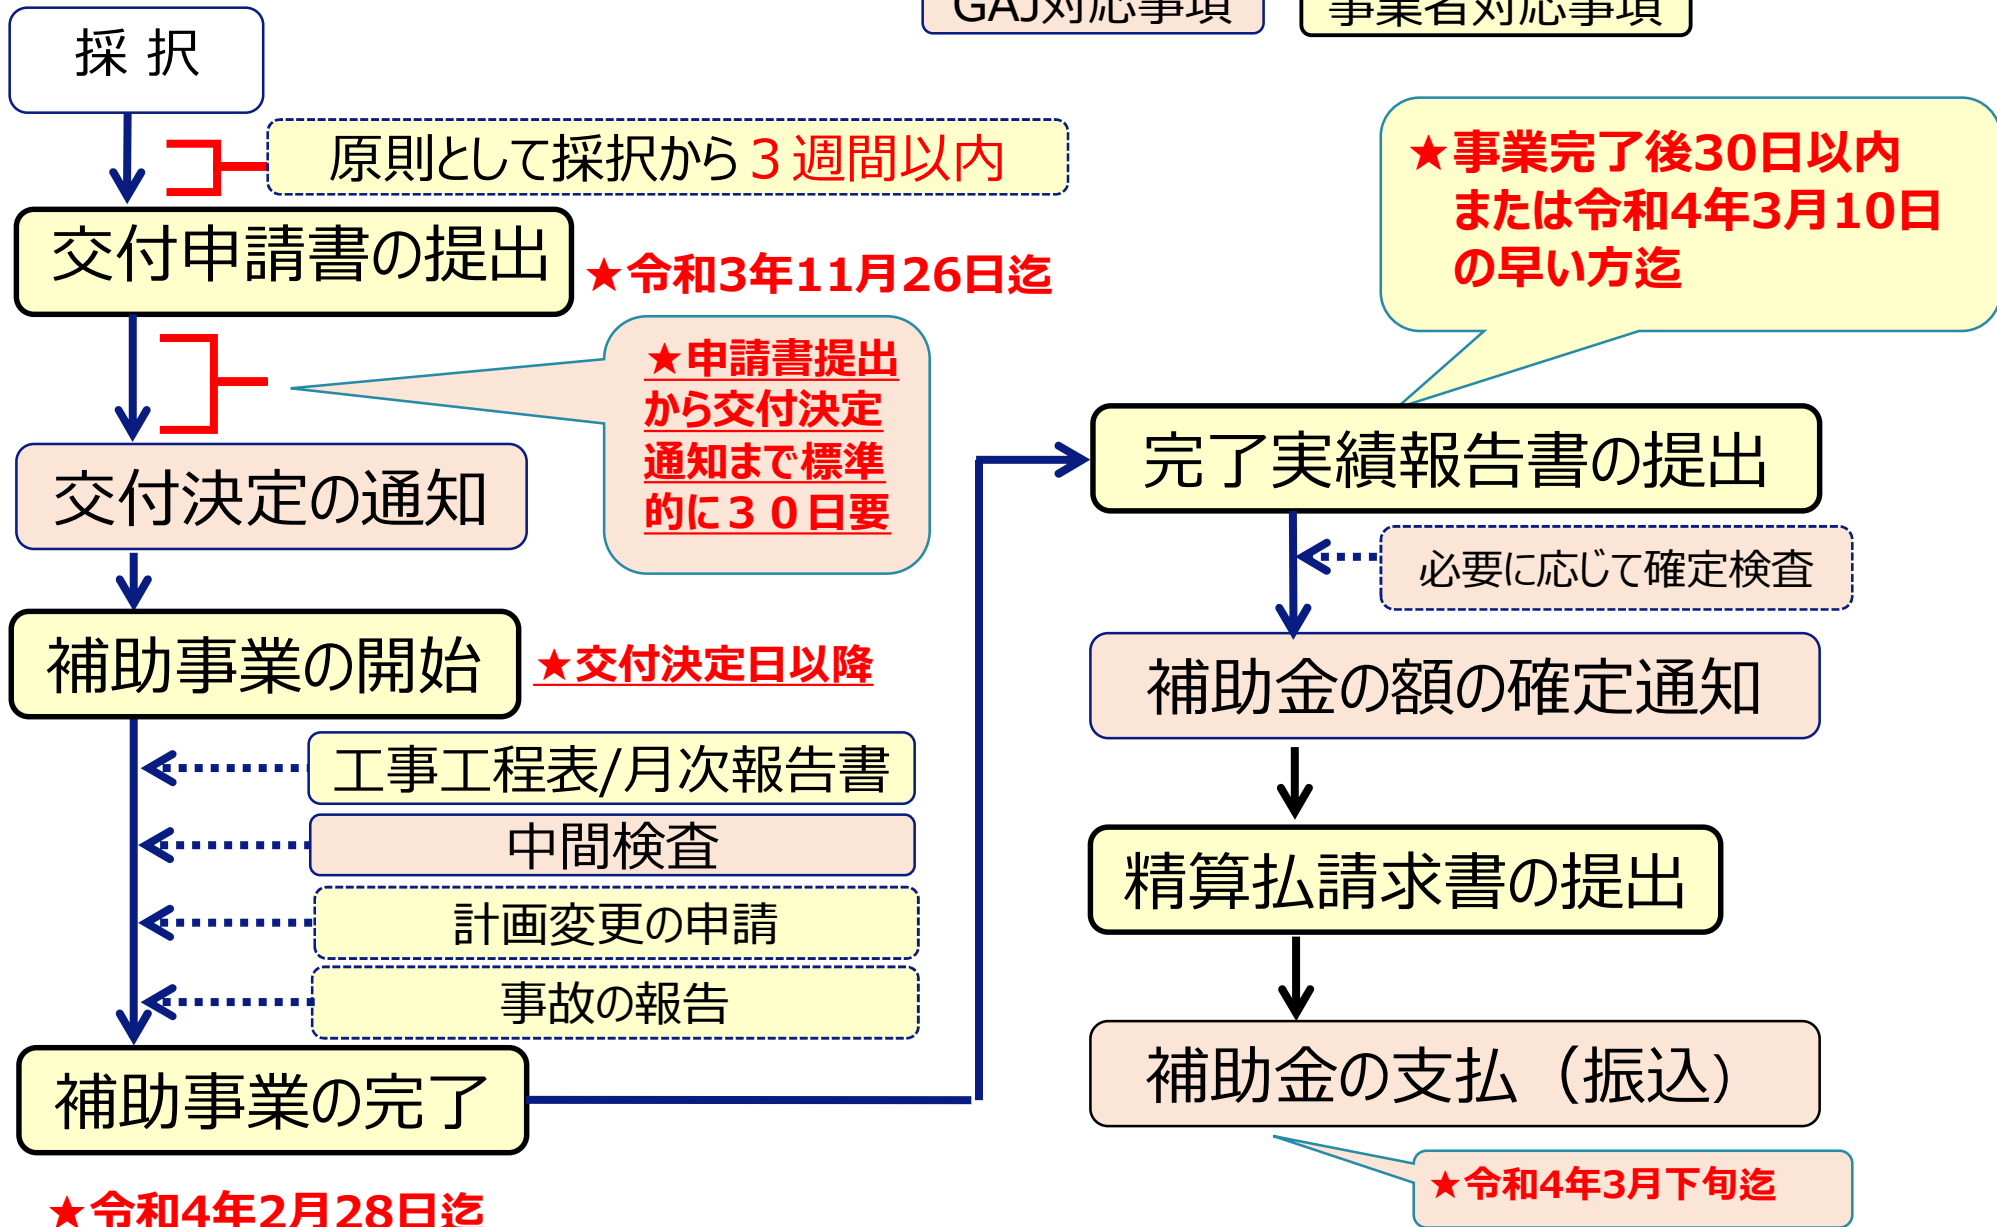 GAJ対応事項
事業者対応事項
採 択
原則として採択から３週間以内
交付申請書の提出
★令和3年11月26日迄
★申請書提出
から交付決定
通知まで標準
的に３０日要
交付決定の通知
補助事業の開始
★交付決定日以降
工事工程表/月次報告書
中間検査
計画変更の申請
事故の報告
補助事業の完了
★令和4年2月28日迄
★事業完了後30日以内
または令和4年3月10日
の早い方迄
完了実績報告書の提出
必要に応じて確定検査
補助金の額の確定通知
精算払請求書の提出
補助金の支払（振込）
★令和4年3月下旬迄